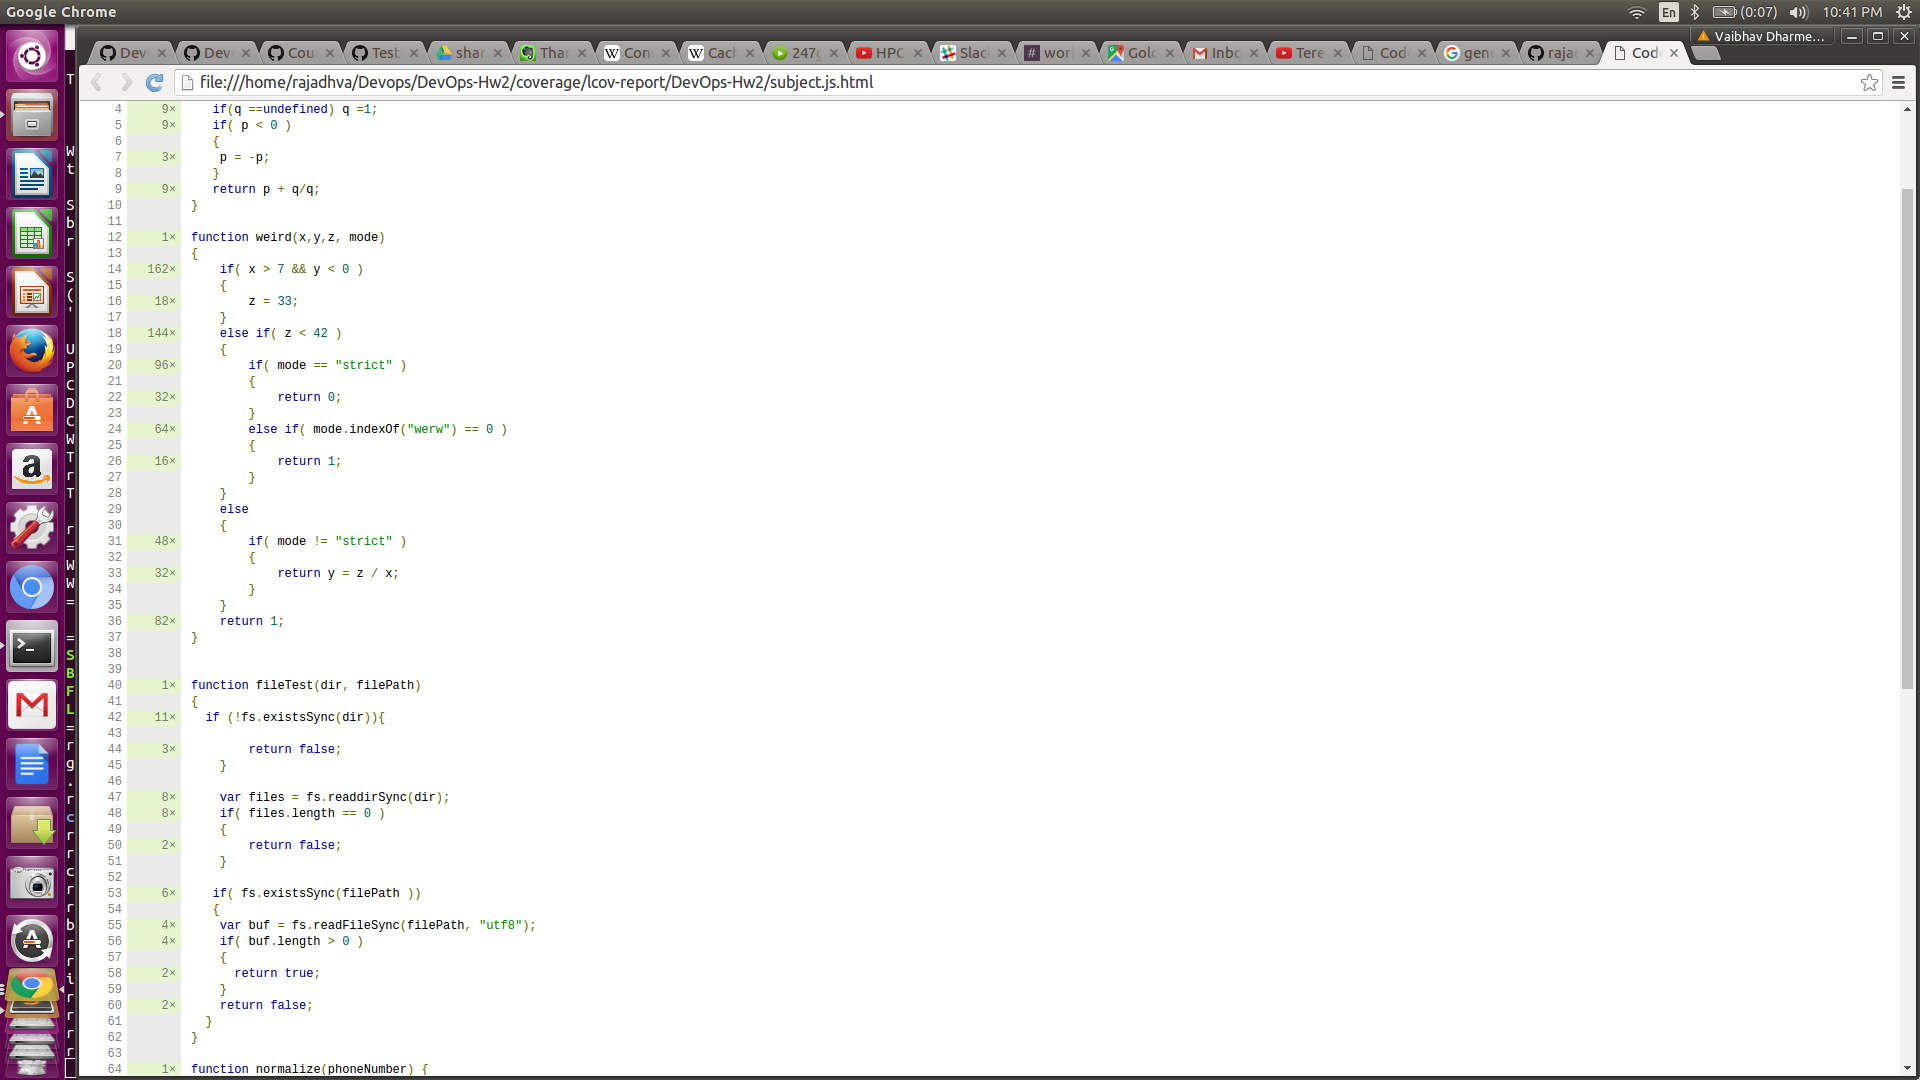 Google Chrome
En
(0:07)
10:41 PM
Dev
Dev
Cou
Test
shar
Thar
Con
Cach
247
HPC
Slac
wor
Golc
Inbo
Tere
Cod
gene
raja
Cod
Vaibhav Dharme...
file:///home/rajadhva/Devops/DevOps-Hw2/coverage/lcov-report/DevOps-Hw2/subject.js.html
4 9× if(q ==undefined) q =1;
5 9× if( p < 0 )
6 {
7 3× p = -p;
8 }
9 9× return p + q/q;
10 }
11
12 1× function weird(x,y,z, mode)
13 {
14 162× if( x > 7 && y < 0 )
15 {
16 18× z = 33;
17 }
18 144× else if( z < 42 )
19 {
20 96× if( mode == "strict" )
21 {
22 32× return 0;
23 }
24 64× else if( mode.indexOf("werw") == 0 )
25 {
26 16× return 1;
27 }
28 }
29 else
30 {
31 48× if( mode != "strict" )
32 {
33 32× return y = z / x;
34 }
35 }
36 82× return 1;
37 }
38
39
40 1× function fileTest(dir, filePath)
41 {
42 11× if (!fs.existsSync(dir)){
43
44 3× return false;
45 }
46
47 8× var files = fs.readdirSync(dir);
48 8× if( files.length == 0 )
49 {
50 2× return false;
51 }
52
53 6× if( fs.existsSync(filePath ))
54 {
55 4× var buf = fs.readFileSync(filePath, "utf8");
56 4× if( buf.length > 0 )
57 {
58 2× return true;
59 }
60 2× return false;
61 }
62 }
63
64 1× function normalize(phoneNumber) {